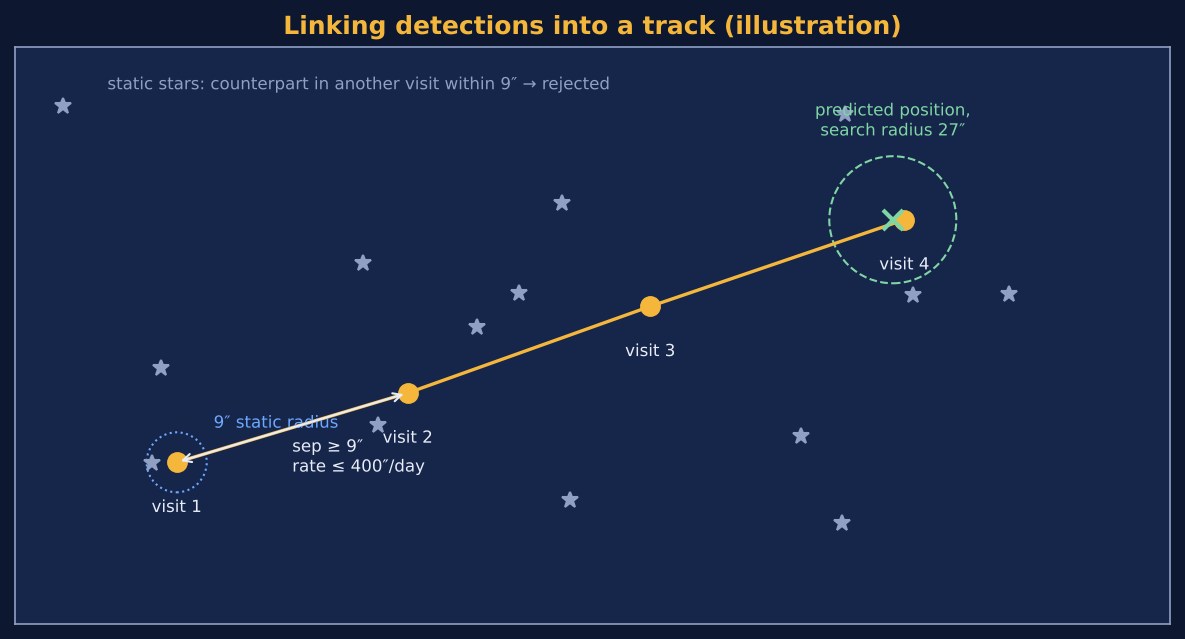 Linking detections into a track (illustration)
static stars: counterpart in another visit within 9″ → rejected
predicted position,
search radius 27″
visit 4
visit 3
9″ static radius
visit 2
sep ≥ 9″
rate ≤ 400″/day
visit 1